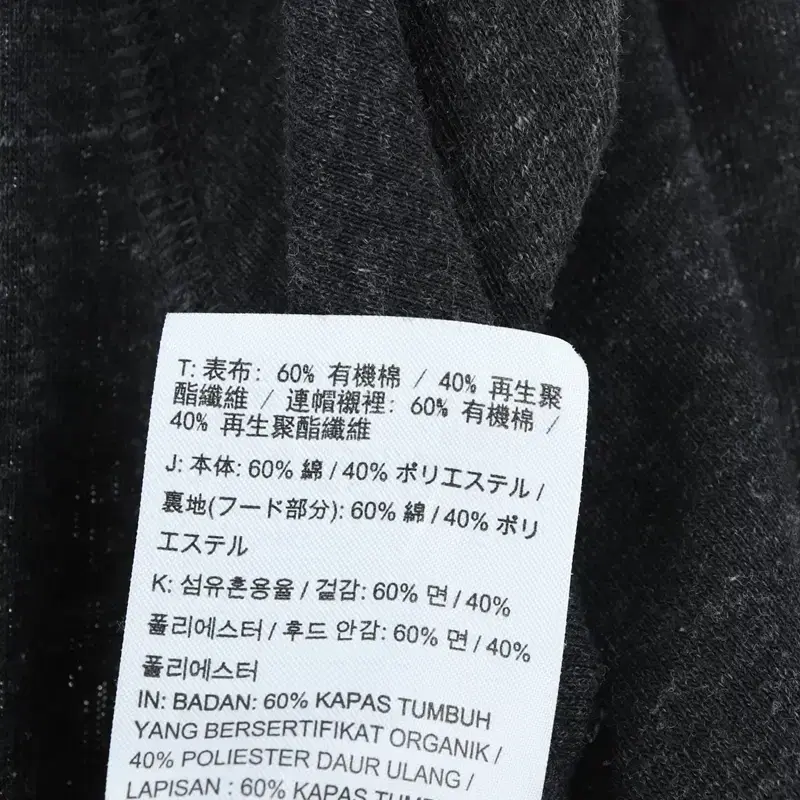 T: 表布: 60% 有機棉 / 40% 再生聚
酯纖維 / 連帽襯裡: 60% 有機棉 /
40% 再生聚酯纖維
J: 本体: 60% 綿 / 40% ポリエステル /
裏地(フード部分): 60% 綿 / 40% ポリ
エステル
K: 섬유혼용율 / 겉감: 60% 면 / 40%
폴리에스터 / 후드 안감: 60% 면 / 40%
폴리에스터
IN: BADAN: 60% KAPAS TUMBUH
YANG BERSERTIFIKAT ORGANIK /
40% POLIESTER DAUR ULANG /
LAPISAN : 60% KAPAS